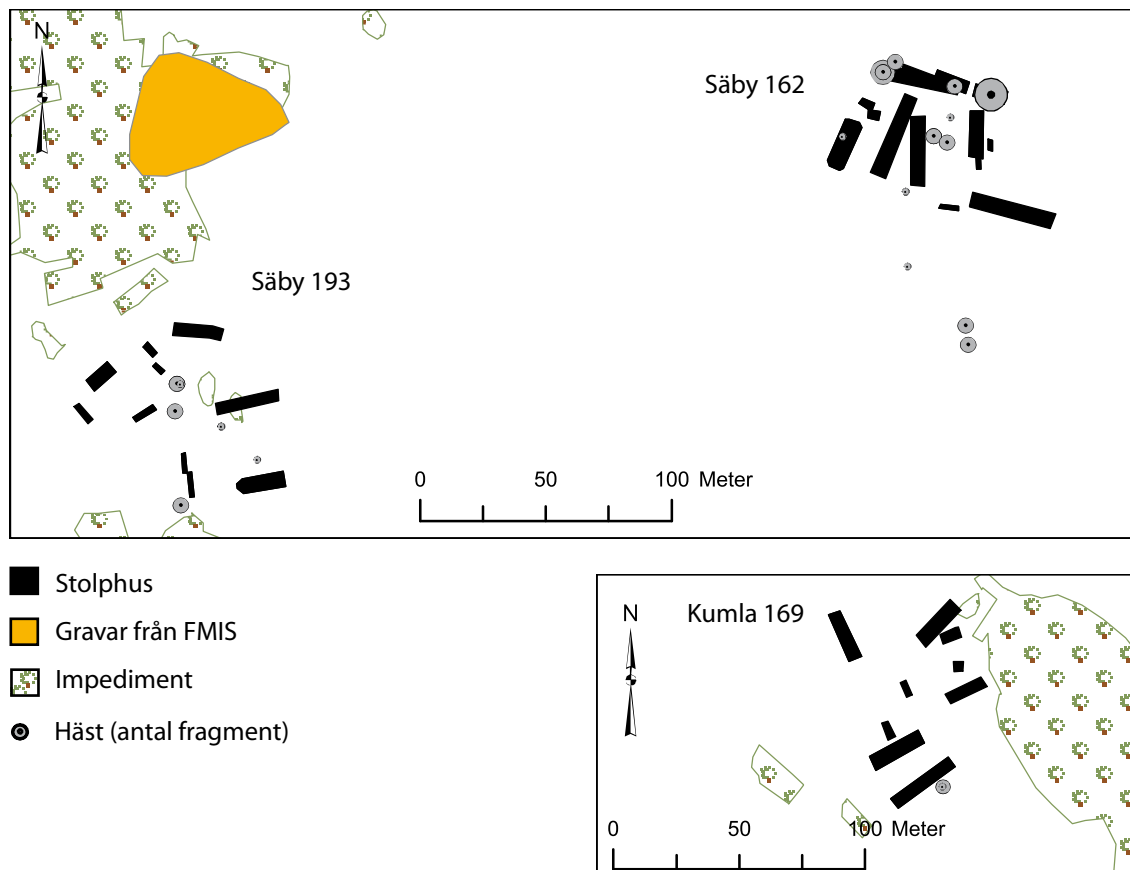 N
Säby 162
Säby 193
0 50 100 Meter
Stolphus
Gravar från FMIS
Impediment
Häst (antal fragment)
N
Kumla 169
0 50 100 Meter